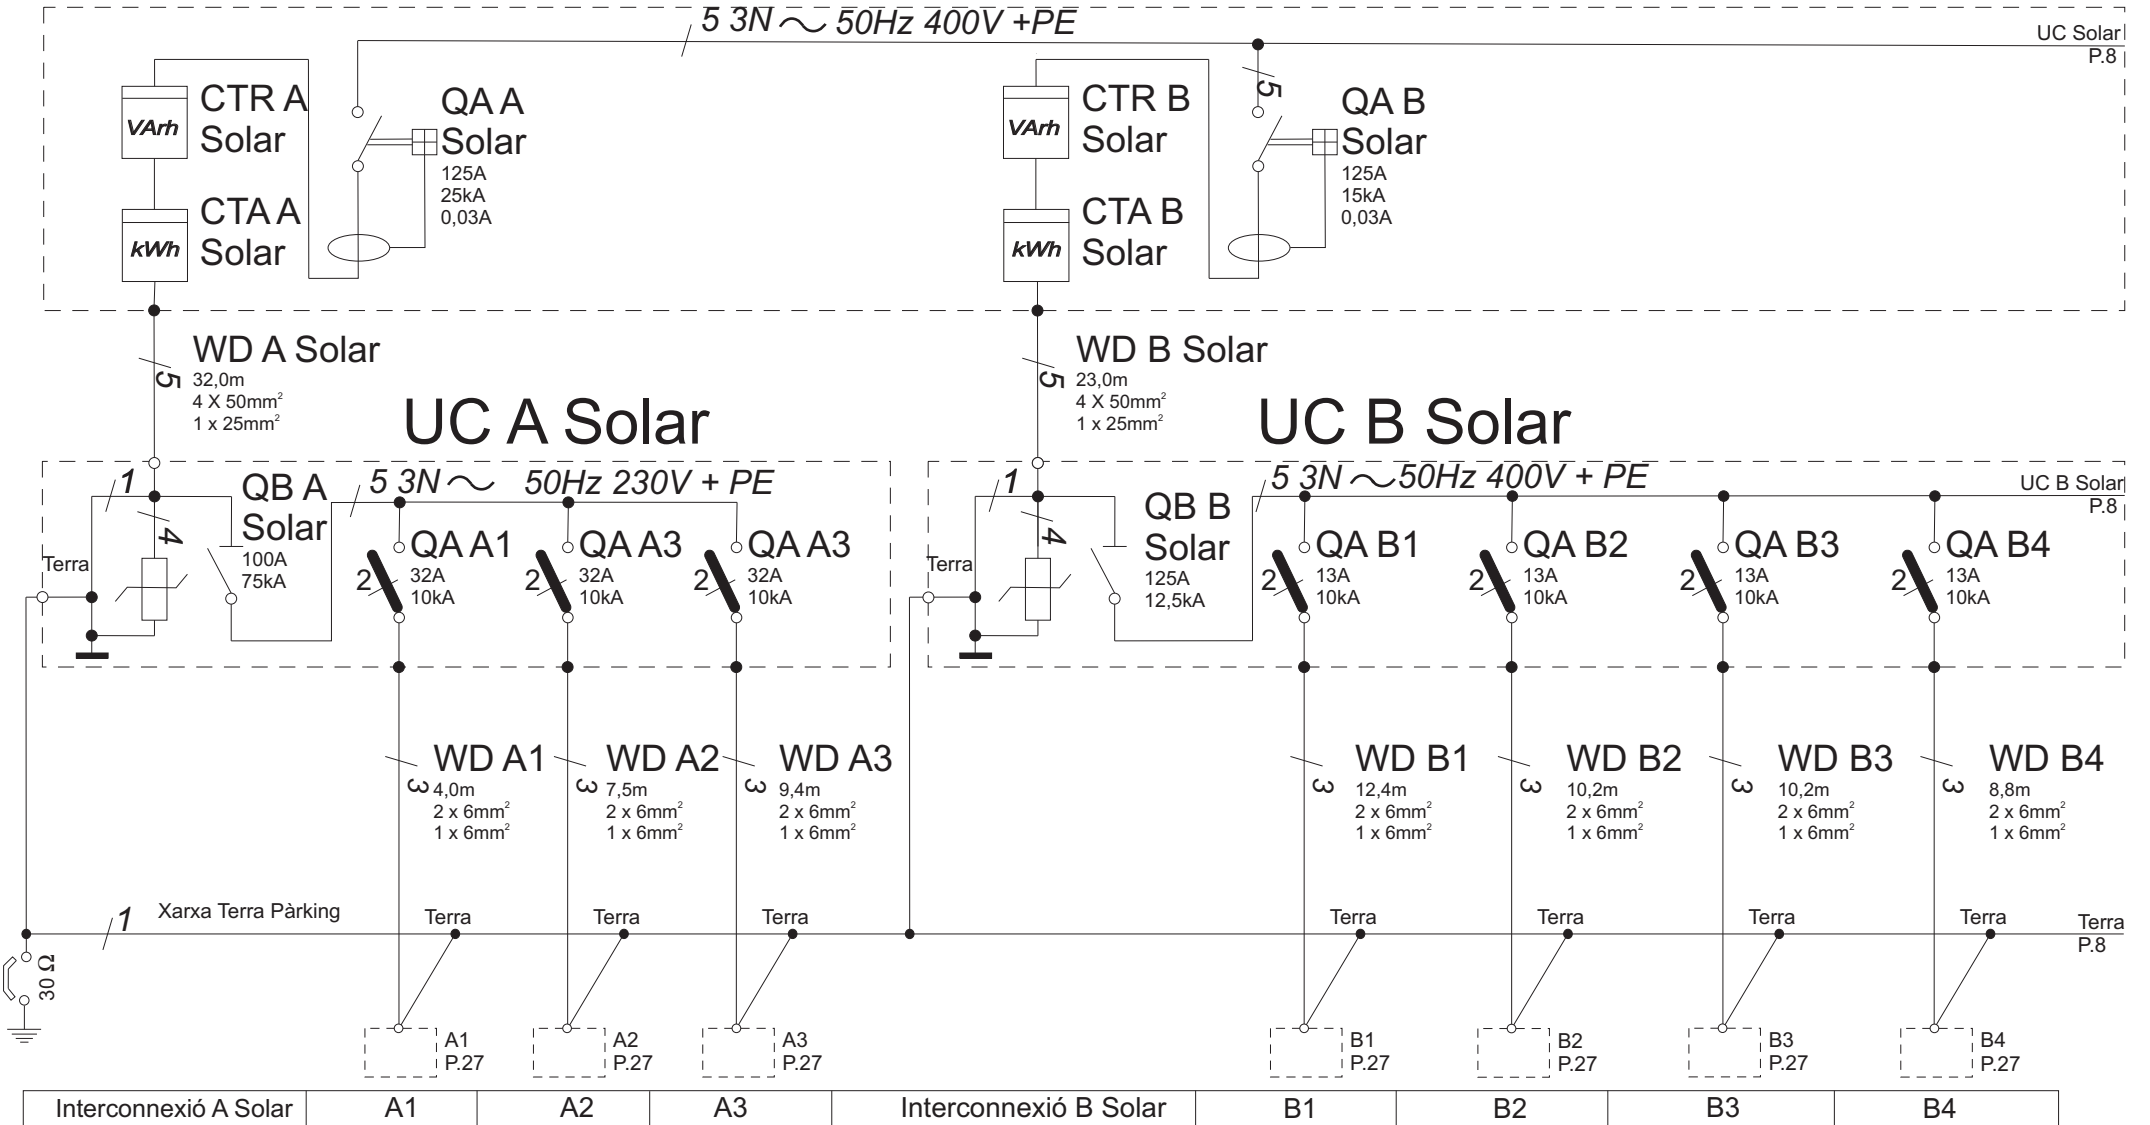 5 3N ～ 50Hz 400V +PE
UC Solar
P.8
CTR A
Solar
VArh
QA A
Solar
125A
25kA
0,03A
CTA A
Solar
kWh
CTR B
Solar
VArh
5
QA B
Solar
125A
15kA
0,03A
CTA B
Solar
kWh
WD A Solar
5
32,0m
4 X 50mm²
1 x 25mm²
UC A Solar
WD B Solar
5
23,0m
4 X 50mm²
1 x 25mm²
UC B Solar
1
QB A
Solar
100A
75kA
4
Terra
5 3N ～ 50Hz 230V + PE
QA A1
32A
10kA
2
QA A3
32A
10kA
2
QA A3
32A
10kA
2
1
QB B
Solar
125A
12,5kA
4
Terra
5 3N ～ 50Hz 400V + PE
UC B Solar
P.8
QA B1
13A
10kA
2
QA B2
13A
10kA
2
QA B3
13A
10kA
2
QA B4
13A
10kA
2
WD A1
3
4,0m
2 x 6mm²
1 x 6mm²
WD A2
3
7,5m
2 x 6mm²
1 x 6mm²
WD A3
3
9,4m
2 x 6mm²
1 x 6mm²
WD B1
3
12,4m
2 x 6mm²
1 x 6mm²
WD B2
3
10,2m
2 x 6mm²
1 x 6mm²
WD B3
3
10,2m
2 x 6mm²
1 x 6mm²
WD B4
3
8,8m
2 x 6mm²
1 x 6mm²
1
Xarxa Terra Pàrking
Terra
Terra
Terra
Terra
Terra
Terra
Terra
Terra
P.8
30 Ω
A1
P.27
A2
P.27
A3
P.27
B1
P.27
B2
P.27
B3
P.27
B4
P.27
Interconnexió A Solar
A1
A2
A3
Interconnexió B Solar
B1
B2
B3
B4